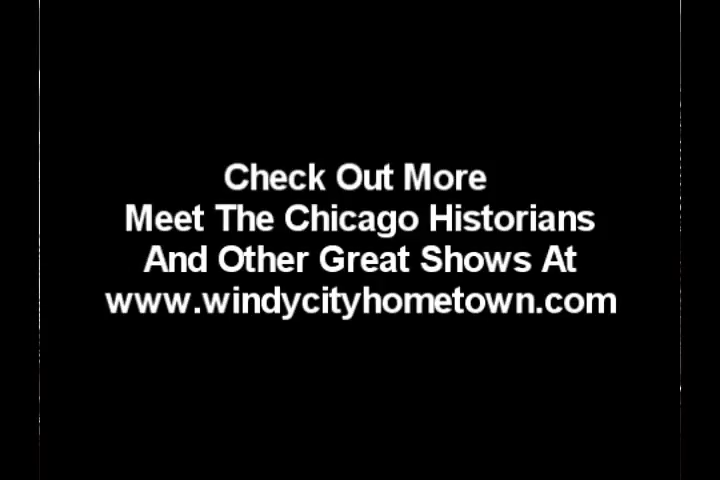 Check Out More
Meet The Chicago Historians
And Other Great Shows At
www.windycityhometown.com